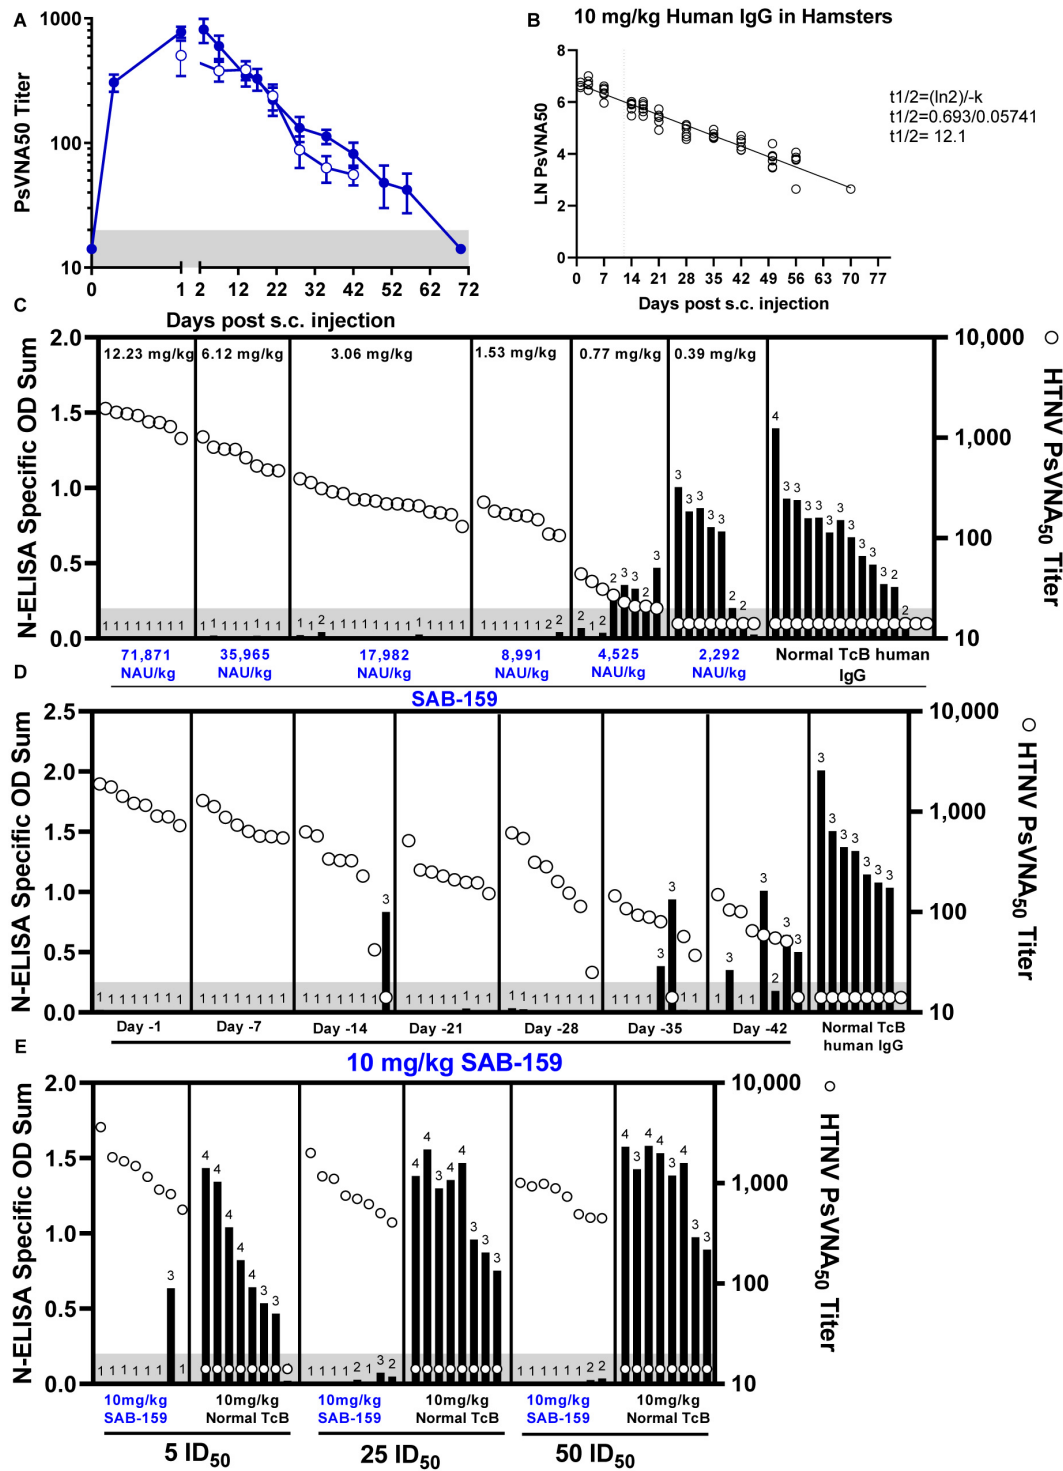 A
1000
100
10
PsVNA50 Titer
0 1 2 12 22 32 42 52 62 72
Days post s.c. injection
B
10 mg/kg Human IgG in Hamsters
8
6
4
2
0
LN PsVNA50
t1/2=(ln2)/-k
t1/2=0.693/0.05741
t1/2= 12.1
0 7 14 21 28 35 42 49 56 63 70 77
Days post s.c. injection
C
2.0
1.5
1.0
0.5
0.0
N-ELISA Specific OD Sum
12.23 mg/kg 6.12 mg/kg 3.06 mg/kg 1.53 mg/kg 0.77 mg/kg 0.39 mg/kg
10,000
1,000
100
10
HTNV PsVNA50 Titer
71,871 NAU/kg
35,965 NAU/kg
17,982 NAU/kg
8,991 NAU/kg
4,525 NAU/kg
2,292 NAU/kg
Normal TcB human
IgG
SAB-159
D
2.5
2.0
1.5
1.0
0.5
0.0
N-ELISA Specific OD Sum
10,000
1,000
100
10
HTNV PsVNA50 Titer
Day -1 Day -7 Day -14 Day -21 Day -28 Day -35 Day -42
Normal TcB
human IgG
10 mg/kg SAB-159
E
2.0
1.5
1.0
0.5
0.0
N-ELISA Specific OD Sum
10,000
1,000
100
10
HTNV PsVNA50 Titer
10mg/kg 10mg/kg 10mg/kg 10mg/kg 10mg/kg 10mg/kg
SAB-159 Normal TcB SAB-159 Normal TcB SAB-159 Normal TcB
5 ID50 25 ID50 50 ID50